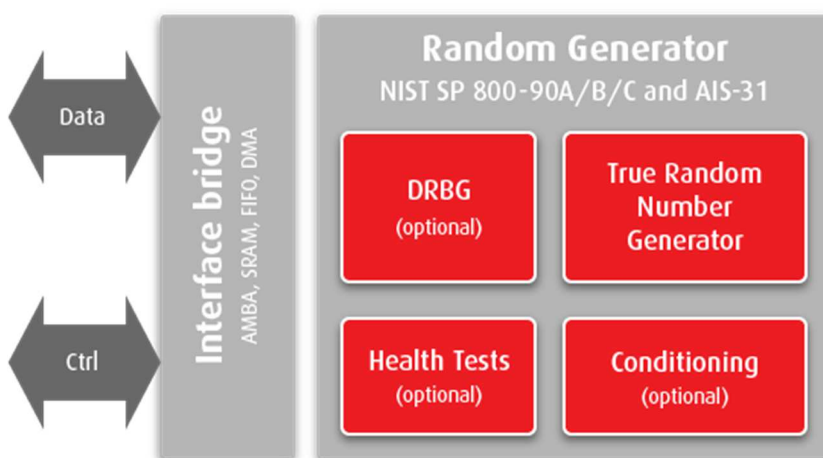 Data
Ctrl
Interface bridge
AMBA, SRAM, FIFO, DMA
Random Generator
NIST SP 800-90A/B/C and AIS-31
DRBG
(optional)
True Random
Number
Generator
Health Tests
(optional)
Conditioning
(optional)